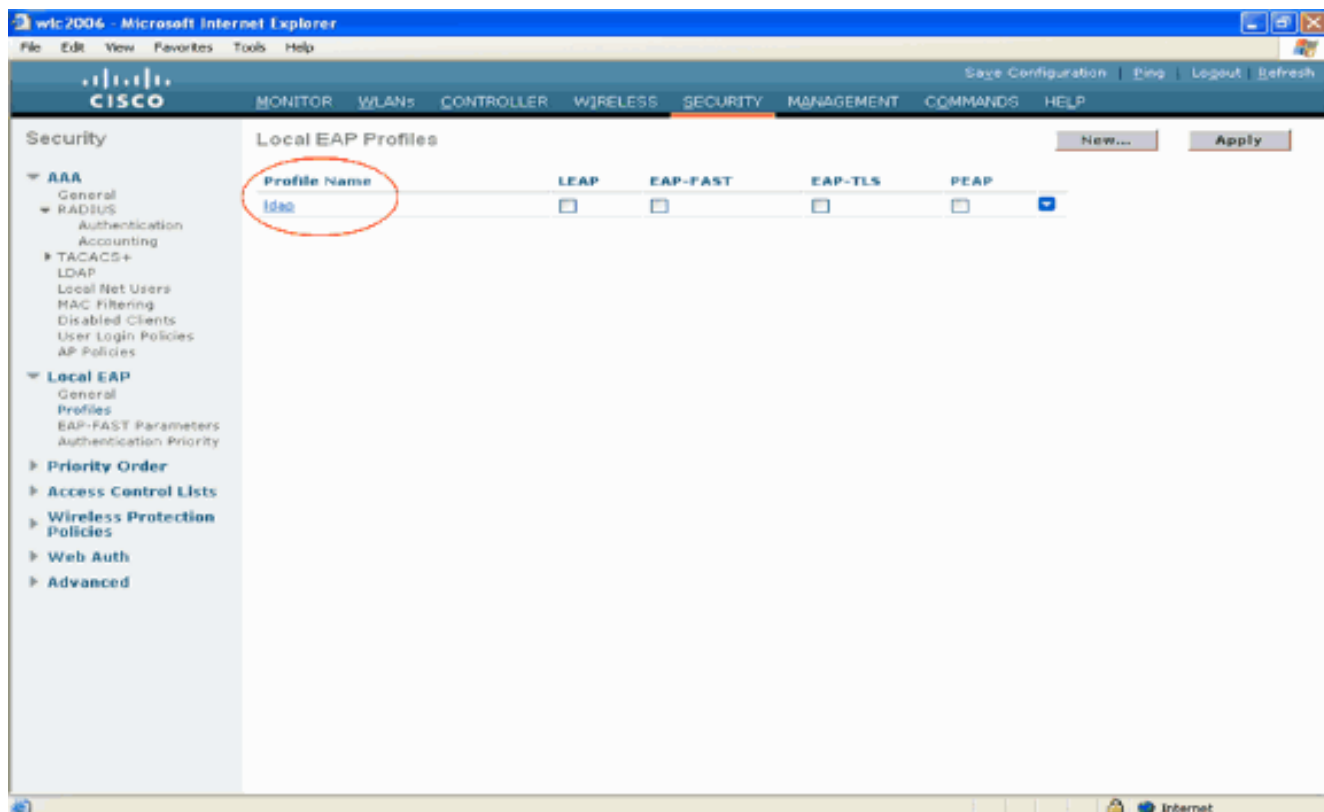 wlc2006 - Microsoft Internet Explorer
File Edit View Favorites Tools Help
Save Configuration | Ping | Logout | Refresh
CISCO
MONITOR WLANs CONTROLLER WIRELESS SECURITY MANAGEMENT COMMANDS HELP
Security
AAA
General
RADIUS
Authentication
Accounting
TACACS+
LDAP
Local Net Users
MAC Filtering
Disabled Clients
User Login Policies
AP Policies
Local EAP
General
Profiles
EAP-FAST Parameters
Authentication Priority
Priority Order
Access Control Lists
Wireless Protection
Policies
Web Auth
Advanced
Local EAP Profiles
New...
Apply
Profile Name LEAP EAP-FAST EAP-TLS PEAP
ldap
Internet